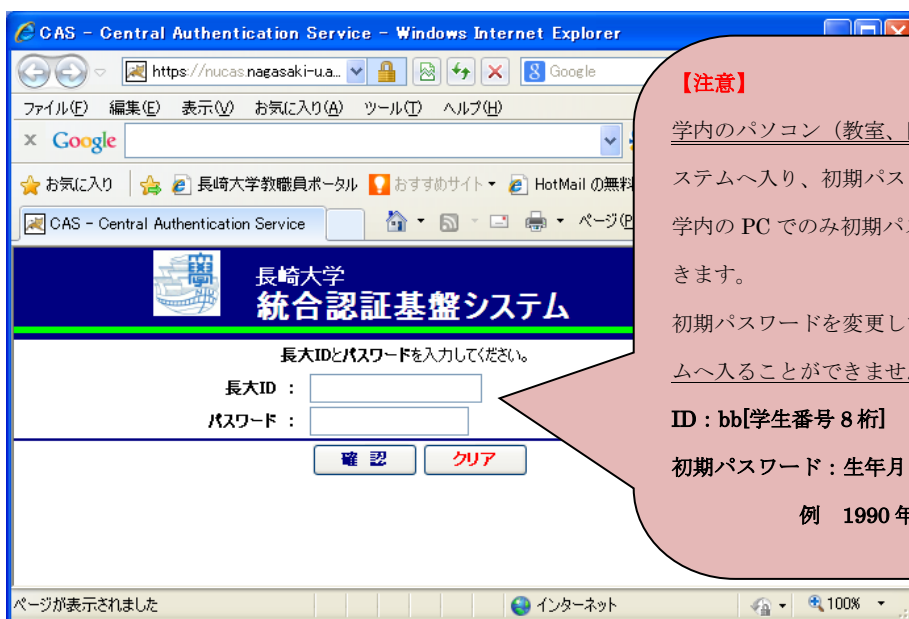 CAS - Central Authentication Service - Windows Internet Explorer
https://nucas.nagasaki-u.a...
Google
ファイル(F) 編集(E) 表示(V) お気に入り(A) ツール(T) ヘルプ(H)
x Google
お気に入り 長崎大学教職員ポータル おすすめサイト HotMail の無料
CAS - Central Authentication Service ページ(P
長崎大学
統合認証基盤システム
長大IDとパスワードを入力してください。
長大ID :
パスワード :
確 認 クリア
ページが表示されました インターネット 100%
【注意】
学内のパソコン（教室、
ステムへ入り、初期パス
学内の PC でのみ初期パ
きます。
初期パスワードを変更し
ムへ入ることができませ
ID：bb[学生番号 8 桁]
初期パスワード：生年月
例 1990 年